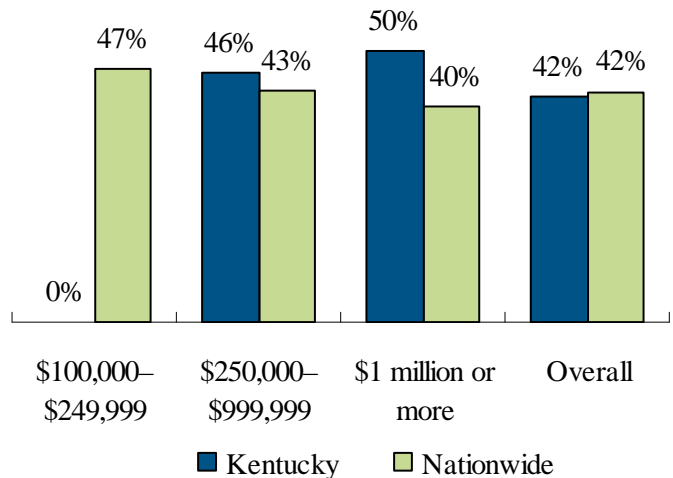 47%
46%
43%
50%
40%
42%
42%
0%
$100,000–
$249,999
$250,000–
$999,999
$1 million or
more
Overall
Kentucky
Nationwide